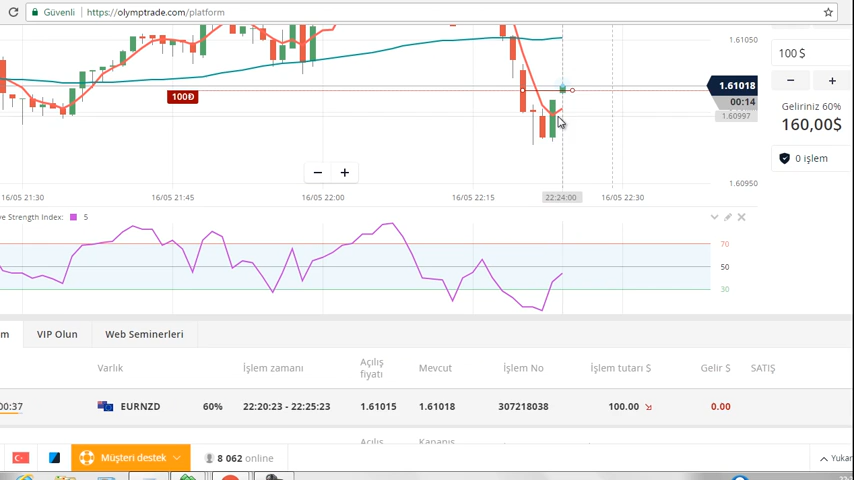 Güvenli https://olymptrade.com/platform
1.61050
100 $
− +
100Đ
1.61018
00:14
1.60997
Geliriniz 60%
160,00$
0 işlem
− +
1.60950
16/05 21:30 16/05 21:45 16/05 22:00 16/05 22:15 22:24:00 16/05 22:30
ve Strength Index: 5
70
50
30
m VIP Olun Web Seminerleri
Varlık İşlem zamanı Açılış fiyatı Mevcut İşlem No İşlem tutarı $ Gelir $ SATIŞ
00:37 EURNZD 60% 22:20:23 - 22:25:23 1.61015 1.61018 307218038 100.00 0.00
Açılış Kapanış
Müşteri destek 8 062 online Yukar